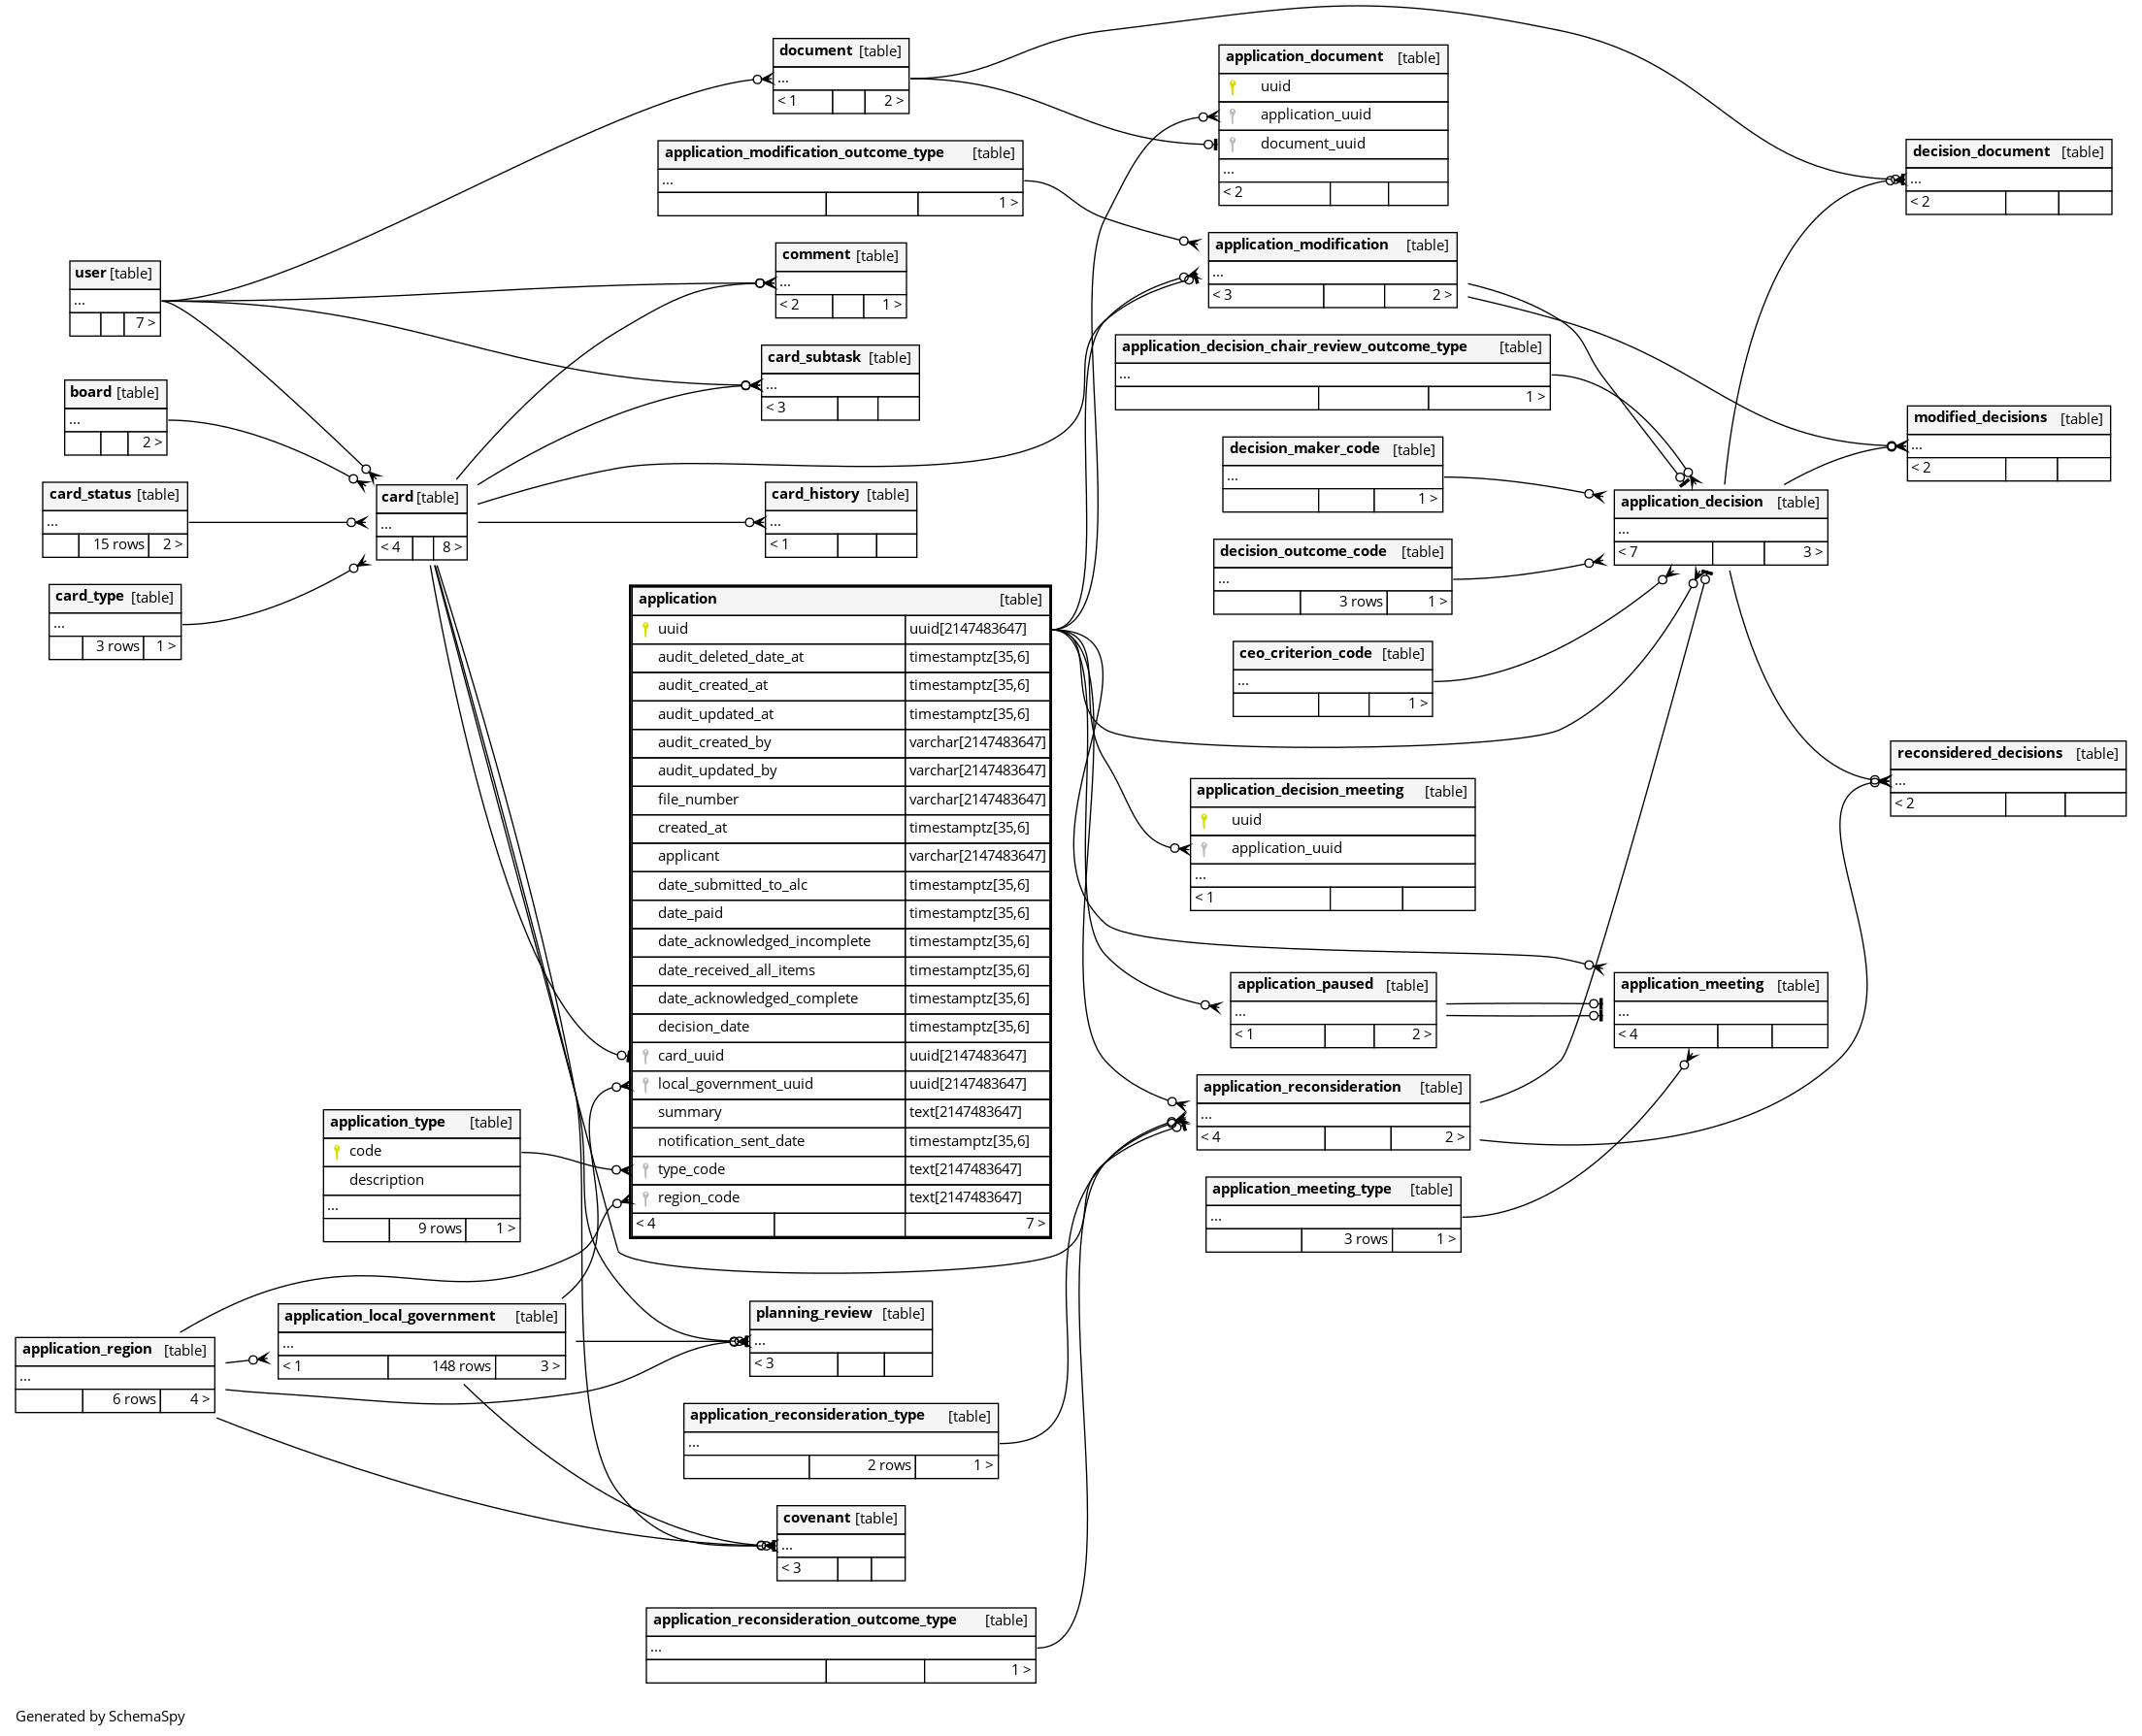 document [table]
...
< 1 2 >
application_document [table]
uuid
application_uuid
document_uuid
...
< 2
application_modification_outcome_type [table]
...
1 >
decision_document [table]
...
< 2
user [table]
...
7 >
comment [table]
...
< 2 1 >
application_modification [table]
...
< 3 2 >
card_subtask [table]
...
< 3
application_decision_chair_review_outcome_type [table]
...
1 >
board [table]
...
2 >
modified_decisions [table]
...
< 2
decision_maker_code [table]
...
1 >
card_status [table]
...
15 rows 2 >
card [table]
...
< 4 8 >
card_history [table]
...
< 1
application_decision [table]
...
< 7 3 >
decision_outcome_code [table]
...
3 rows 1 >
card_type [table]
...
3 rows 1 >
ceo_criterion_code [table]
...
1 >
application [table]
uuid uuid[2147483647]
audit_deleted_date_at timestamptz[35,6]
audit_created_at timestamptz[35,6]
audit_updated_at timestamptz[35,6]
audit_created_by varchar[2147483647]
audit_updated_by varchar[2147483647]
file_number varchar[2147483647]
created_at timestamptz[35,6]
applicant varchar[2147483647]
date_submitted_to_alc timestamptz[35,6]
date_paid timestamptz[35,6]
date_acknowledged_incomplete timestamptz[35,6]
date_received_all_items timestamptz[35,6]
date_acknowledged_complete timestamptz[35,6]
decision_date timestamptz[35,6]
card_uuid uuid[2147483647]
local_government_uuid uuid[2147483647]
summary text[2147483647]
notification_sent_date timestamptz[35,6]
type_code text[2147483647]
region_code text[2147483647]
< 4 7 >
reconsidered_decisions [table]
...
< 2
application_decision_meeting [table]
uuid
application_uuid
...
< 1
application_paused [table]
...
< 1 2 >
application_meeting [table]
...
< 4
application_reconsideration [table]
...
< 4 2 >
application_type [table]
code
description
...
9 rows 1 >
application_meeting_type [table]
...
3 rows 1 >
application_local_government [table]
...
< 1 148 rows 3 >
planning_review [table]
...
< 3
application_region [table]
...
6 rows 4 >
application_reconsideration_type [table]
...
2 rows 1 >
covenant [table]
...
< 3
application_reconsideration_outcome_type [table]
...
1 >
Generated by SchemaSpy